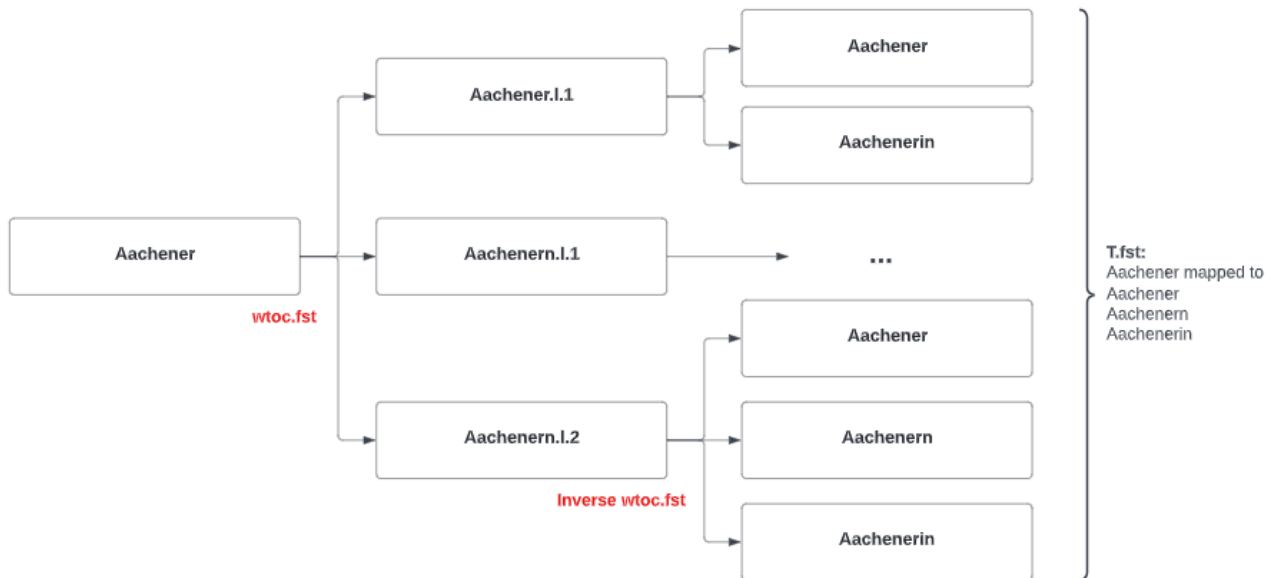 Aachener
wtoc.fst
Aachener.l.1
Aachenern.l.1
Aachenern.l.2
Inverse wtoc.fst
Aachener
Aachenerin
...
Aachener
Aachenern
Aachenerin
T.fst:
Aachener mapped to
Aachener
Aachenern
Aachenerin